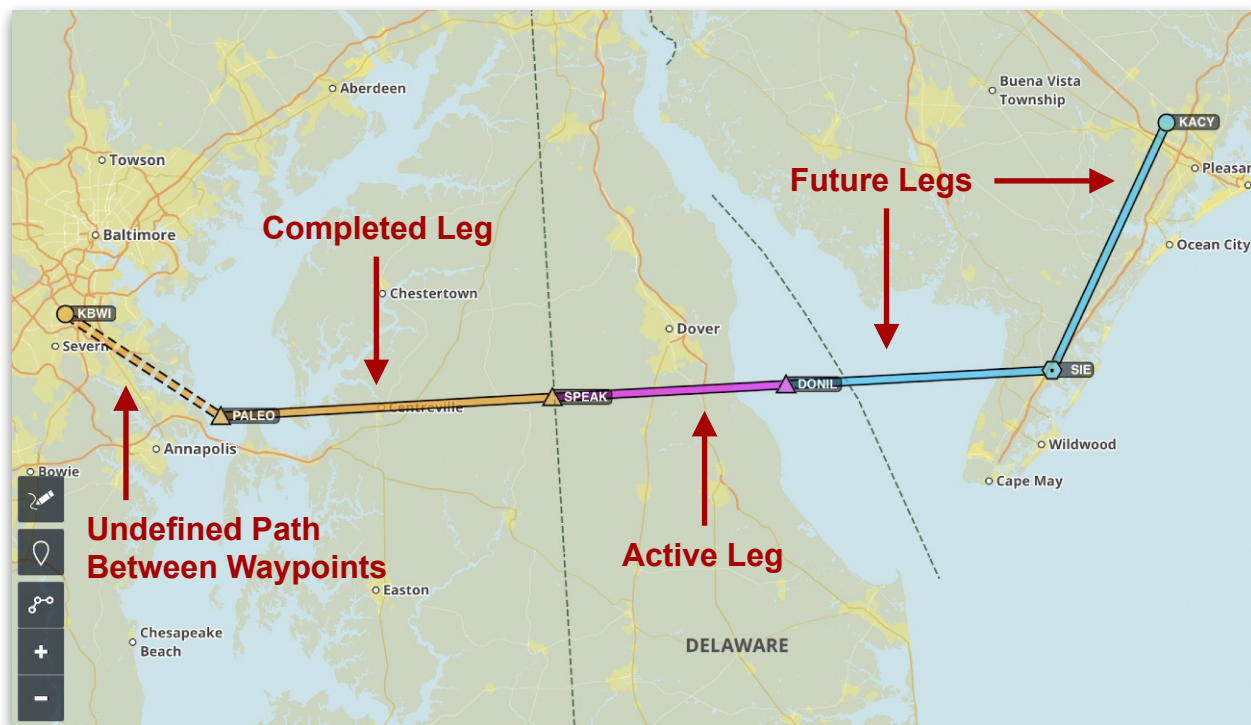 Aberdeen
Buena Vista
Township
KACY
Towson
Pleasan
Future Legs
Completed Leg
Baltimore
Ocean City
Chestertown
KBWI
Dover
Severn
SIE
DONIL
SPEAK
Centreville
PALEO
Annapolis
Wildwood
Bowie
Cape May
Undefined Path
Between Waypoints
Active Leg
Easton
Chesapeake
Beach
DELAWARE
+
−